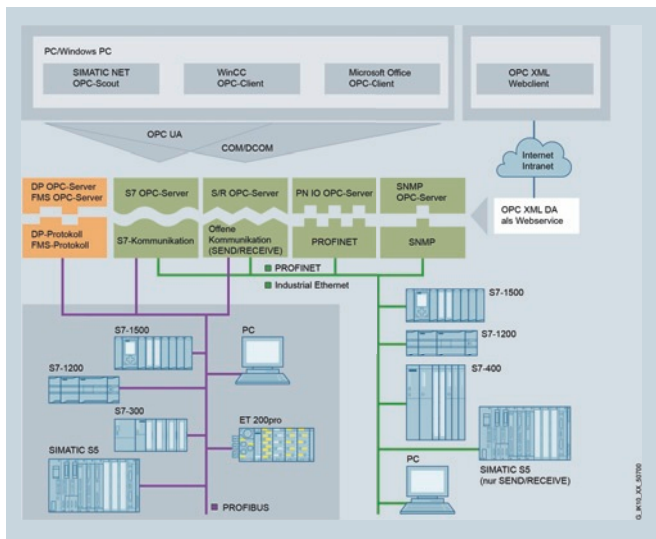 PC/Windows PC
SIMATIC NET
OPC-Scout
WinCC
OPC-Client
Microsoft Office
OPC-Client
OPC XML
Webclient
OPC UA
COM/DCOM
Internet
Intranet
DP OPC-Server
FMS OPC-Server
S7 OPC-Server
S/R OPC-Server
PN IO OPC-Server
SNMP
OPC-Server
OPC XML DA
als Webservice
DP-Protokoll
FMS-Protokoll
S7-Kommunikation
Offene
Kommunikation
(SEND/RECEIVE)
PROFINET
SNMP
PROFINET
Industrial Ethernet
S7-1500
S7-1200
S7-300
SIMATIC S5
PC
ET 200pro
PROFIBUS
S7-1500
S7-1200
S7-400
SIMATIC S5
(nur SEND/RECEIVE)
PC
G_IK10_XX_50700